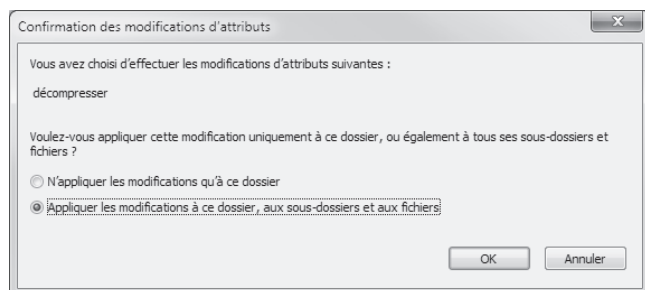 Confirmation des modifications d'attributs
Vous avez choisi d'effectuer les modifications d'attributs suivantes :
décompresser
Voulez-vous appliquer cette modification uniquement à ce dossier, ou également à tous ses sous-dossiers et
fichiers ?
N'appliquer les modifications qu'à ce dossier
Appliquer les modifications à ce dossier, aux sous-dossiers et aux fichiers
OK Annuler